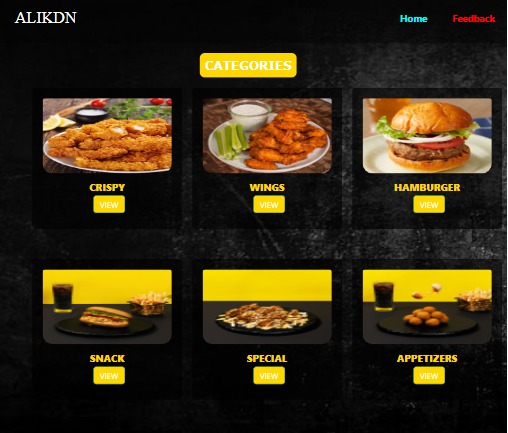 ALIKDN
Home Feedback
CATEGORIES
CRISPY WINGS HAMBURGER
VIEW VIEW VIEW
SNACK SPECIAL APPETIZERS
VIEW VIEW VIEW